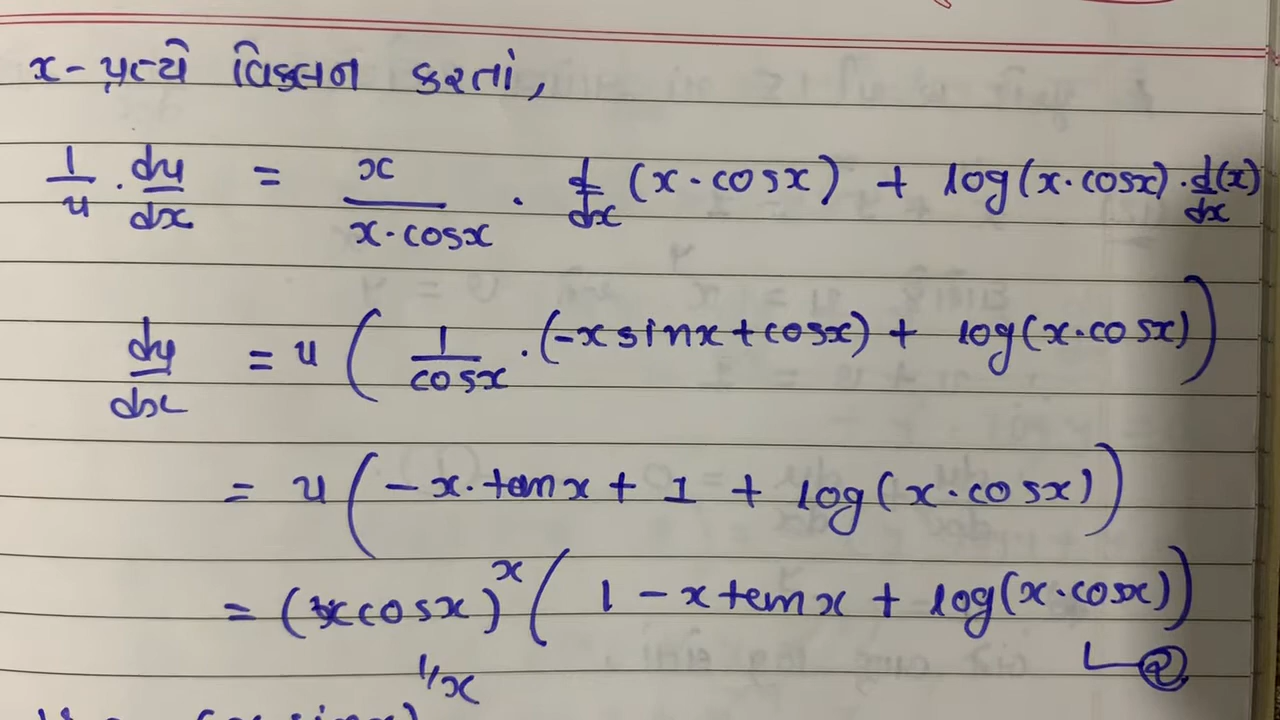 x-પ્રત્યે વિકલન કરતાં,
1/u · du/dx = x/(x·cosx) · d/dx (x·cosx) + log(x·cosx) · d/dx (x)
du/dx = u ( 1/cosx · (-x sinx + cosx) + log(x·cosx) )
= u ( -x·tanx + 1 + log(x·cosx) )
= (x cosx)^x ( 1 - x tanx + log(x·cosx) )
1/x